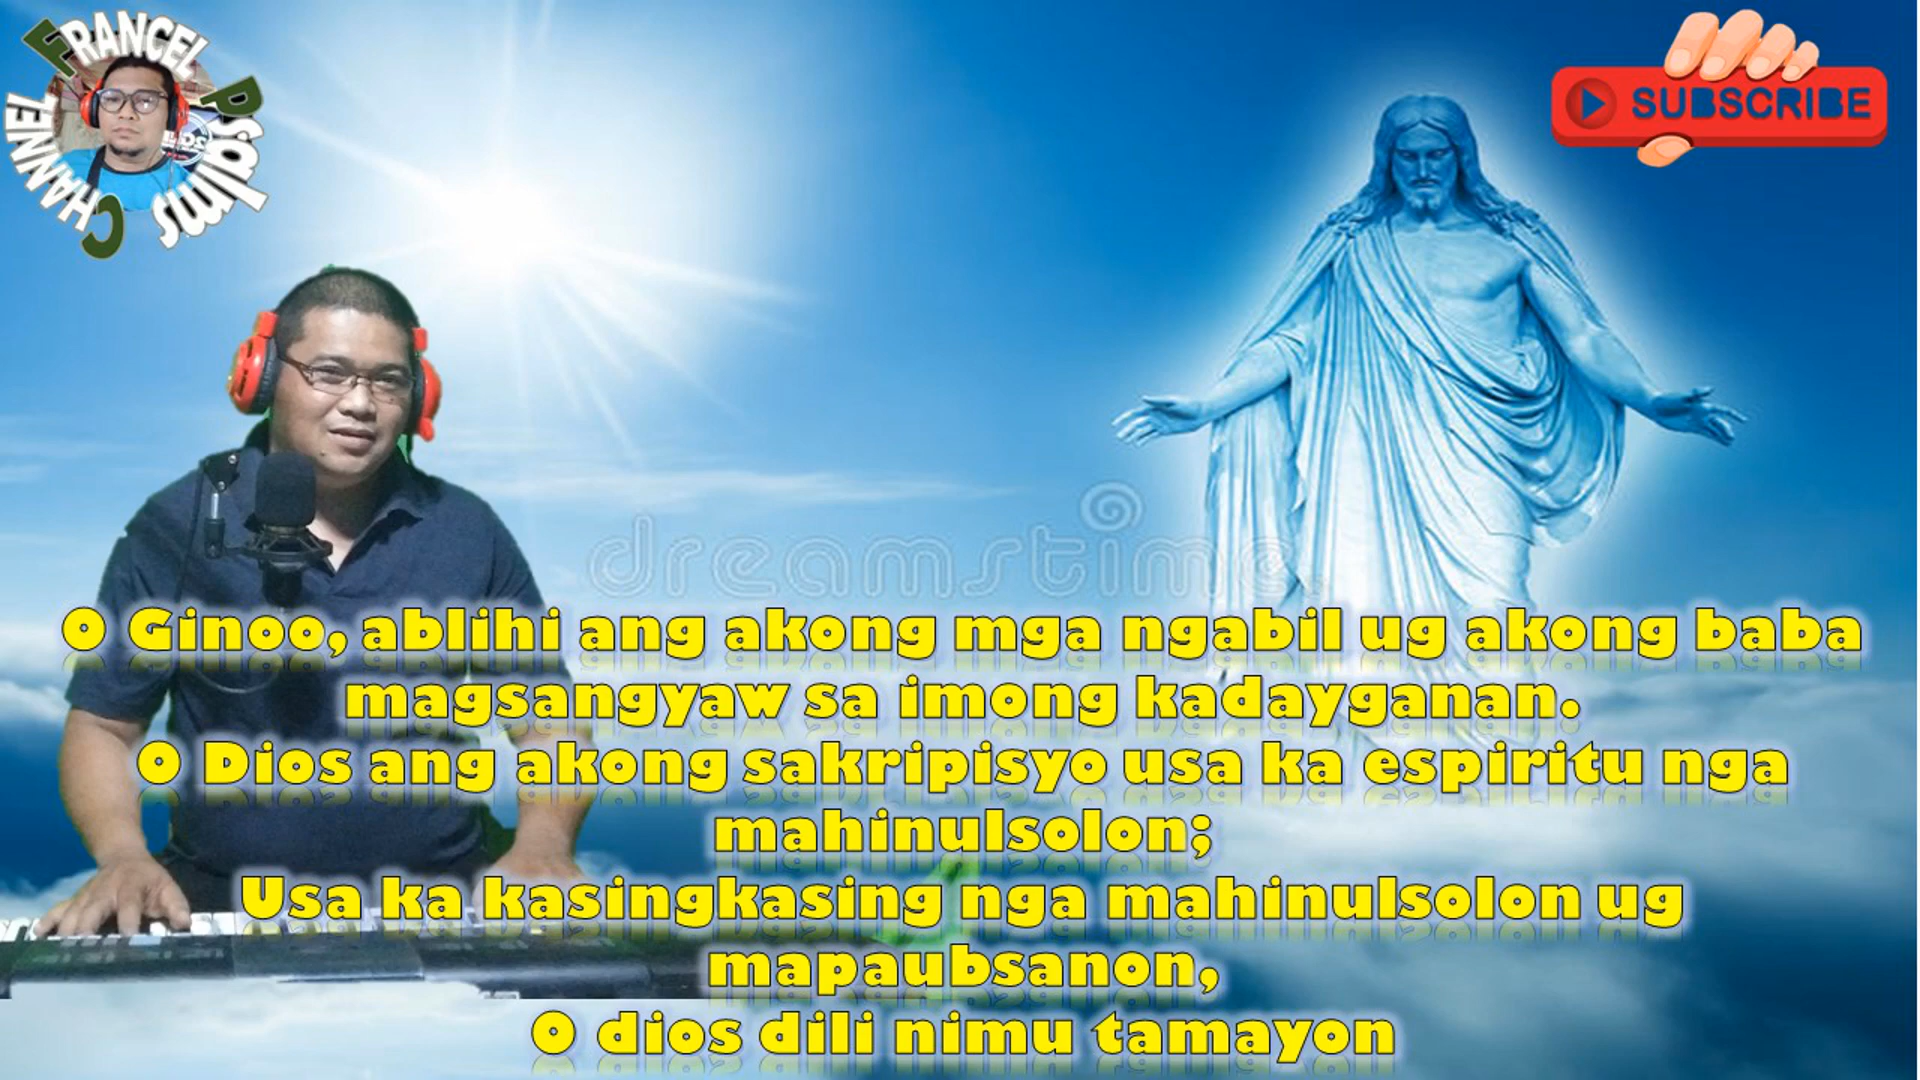 FRANCEL Psalms CHANNEL
SUBSCRIBE
dreamstime
O Ginoo, ablihi ang akong mga ngabil ug akong baba
magsangyaw sa imong kadayganan.
O Dios ang akong sakripisyo usa ka espiritu nga
mahinulsolon;
Usa ka kasingkasing nga mahinulsolon ug
mapaubsanon,
O dios dili nimu tamayon